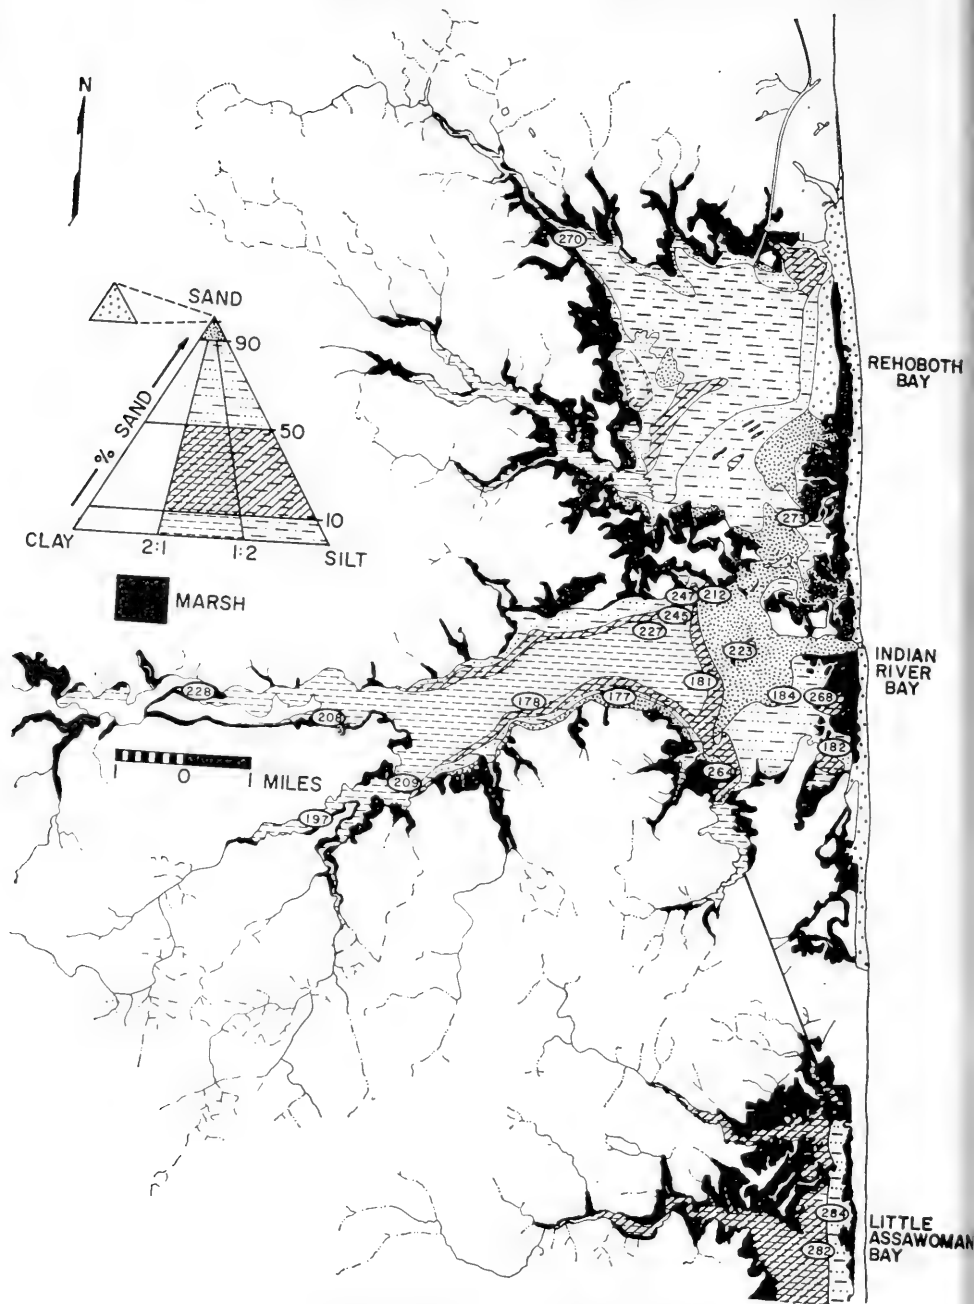 N
270
SAND
90
REHOBOTH
BAY
% SAND
50
10
273
CLAY
2:1
1:2
SILT
MARSH
247
212
245
227
223
INDIAN
RIVER
BAY
181
228
178
177
184
268
208
182
1 0 1 MILES
264
209
197
284
LITTLE
ASSAWOMAN
BAY
282